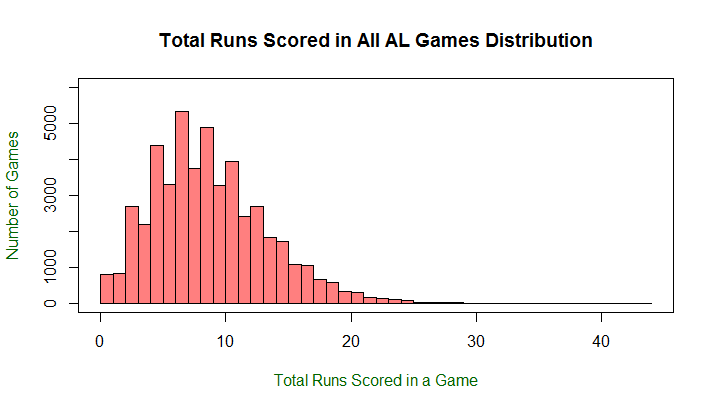 Total Runs Scored in All AL Games Distribution
Number of Games
5000
3000
1000
0
0 10 20 30 40
Total Runs Scored in a Game